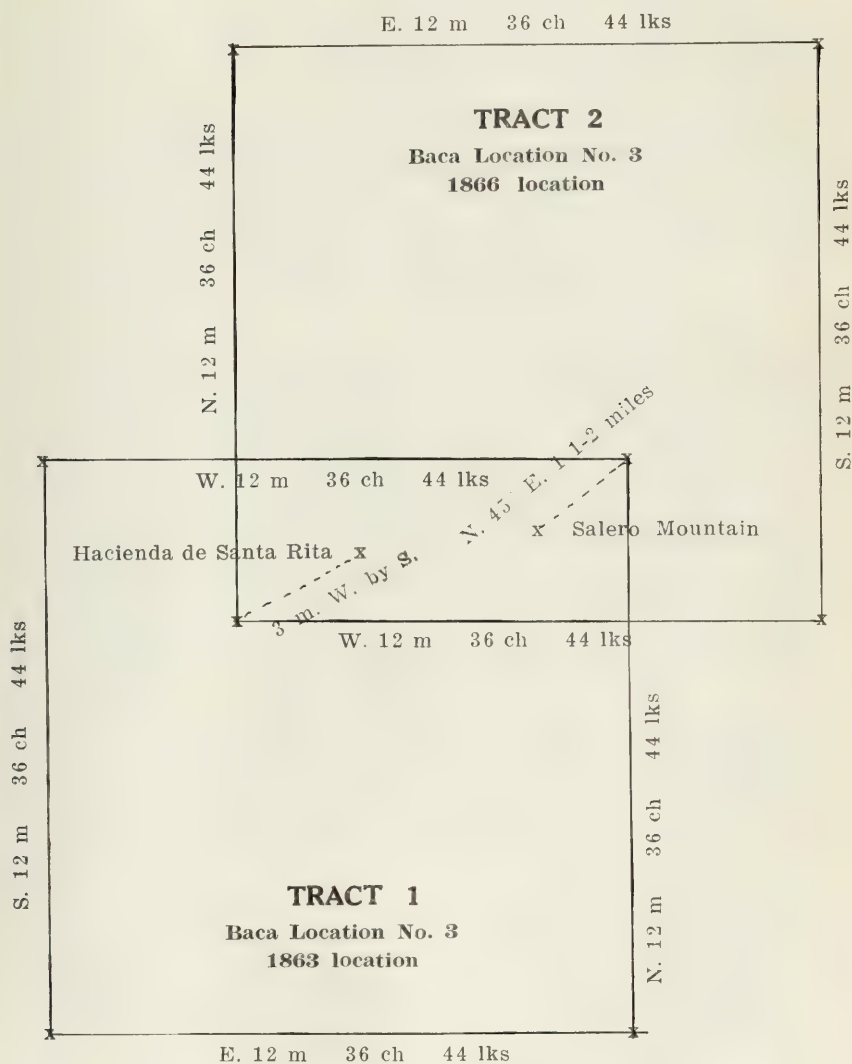 E. 12 m 36 ch 44 lks
TRACT 2
Baca Location No. 3
1866 location
N. 12 m 36 ch 44 lks
S. 12 m 36 ch 44 lks
W. 12 m 36 ch 44 lks
N. 45° E. 1 1-2 miles
x Salero Mountain
Hacienda de Santa Rita x
3 m. W. by S.
W. 12 m 36 ch 44 lks
S. 12 m 36 ch 44 lks
N. 12 m 36 ch 44 lks
TRACT 1
Baca Location No. 3
1863 location
E. 12 m 36 ch 44 lks